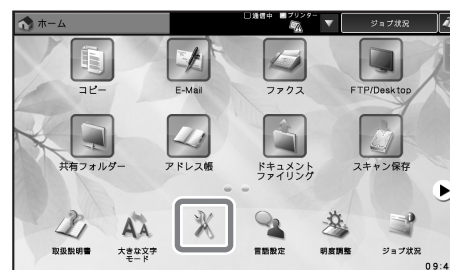 ホーム
通信中
プリンター
ジョブ状況
コピー
E-Mail
ファクス
FTP/Desktop
共有フォルダー
アドレス帳
ドキュメント
ファイリング
スキャン保存
取扱説明書
大きな文字
モード
言語設定
明度調整
ジョブ状況